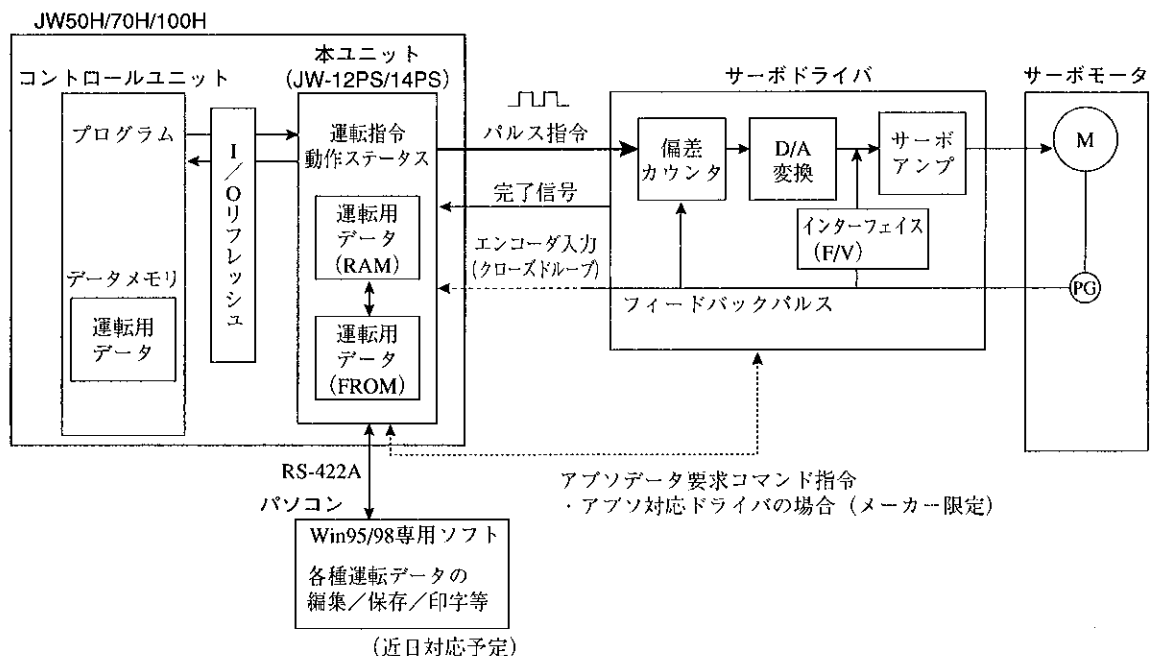 JW50H/70H/100H
コントロールユニット
プログラム
データメモリ
運転用
データ
I/Oリフレッシュ
本ユニット
(JW-12PS/14PS)
運転指令
動作ステータス
運転用
データ
(RAM)
運転用
データ
(FROM)
パルス指令
完了信号
エンコーダ入力
(クローズドループ)
サーボドライバ
偏差
カウンタ
D/A
変換
サーボ
アンプ
インターフェイス
(F/V)
フィードバックパルス
サーボモータ
M
PG
RS-422A
パソコン
Win95/98専用ソフト
各種運転データの
編集／保存／印字等
(近日対応予定)
アブソデータ要求コマンド指令
・アブソ対応ドライバの場合（メーカー限定）